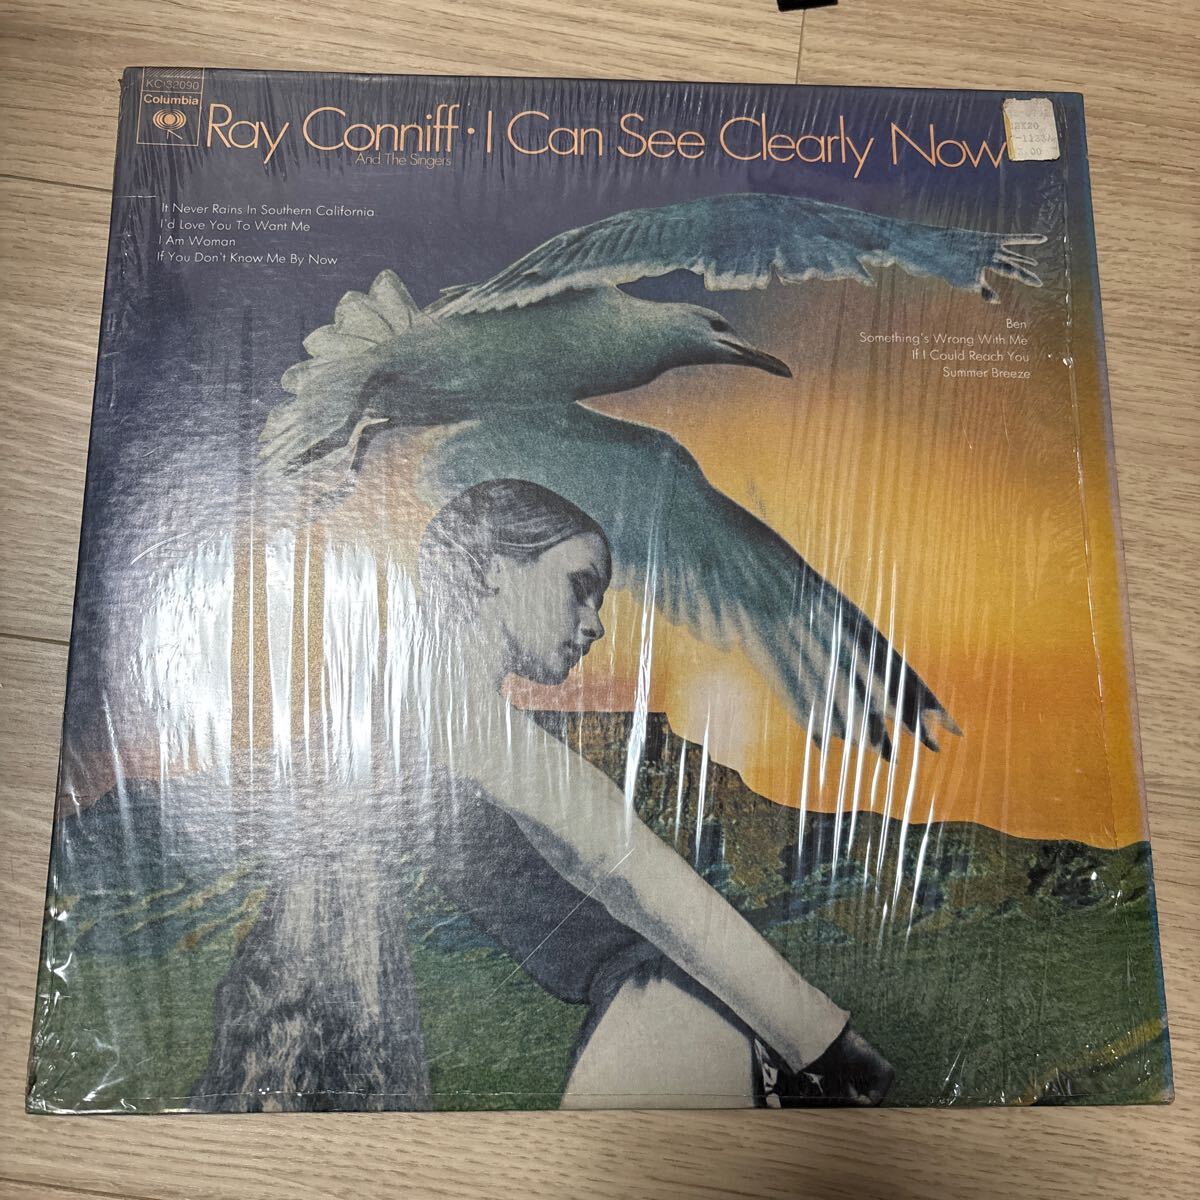 KC 32090
Columbia
Ray Conniff · I Can See Clearly Now
And The Singers
It Never Rains In Southern California
I'd Love You To Want Me
I Am Woman
If You Don't Know Me By Now
Ben
Something's Wrong With Me
If I Could Reach You
Summer Breeze